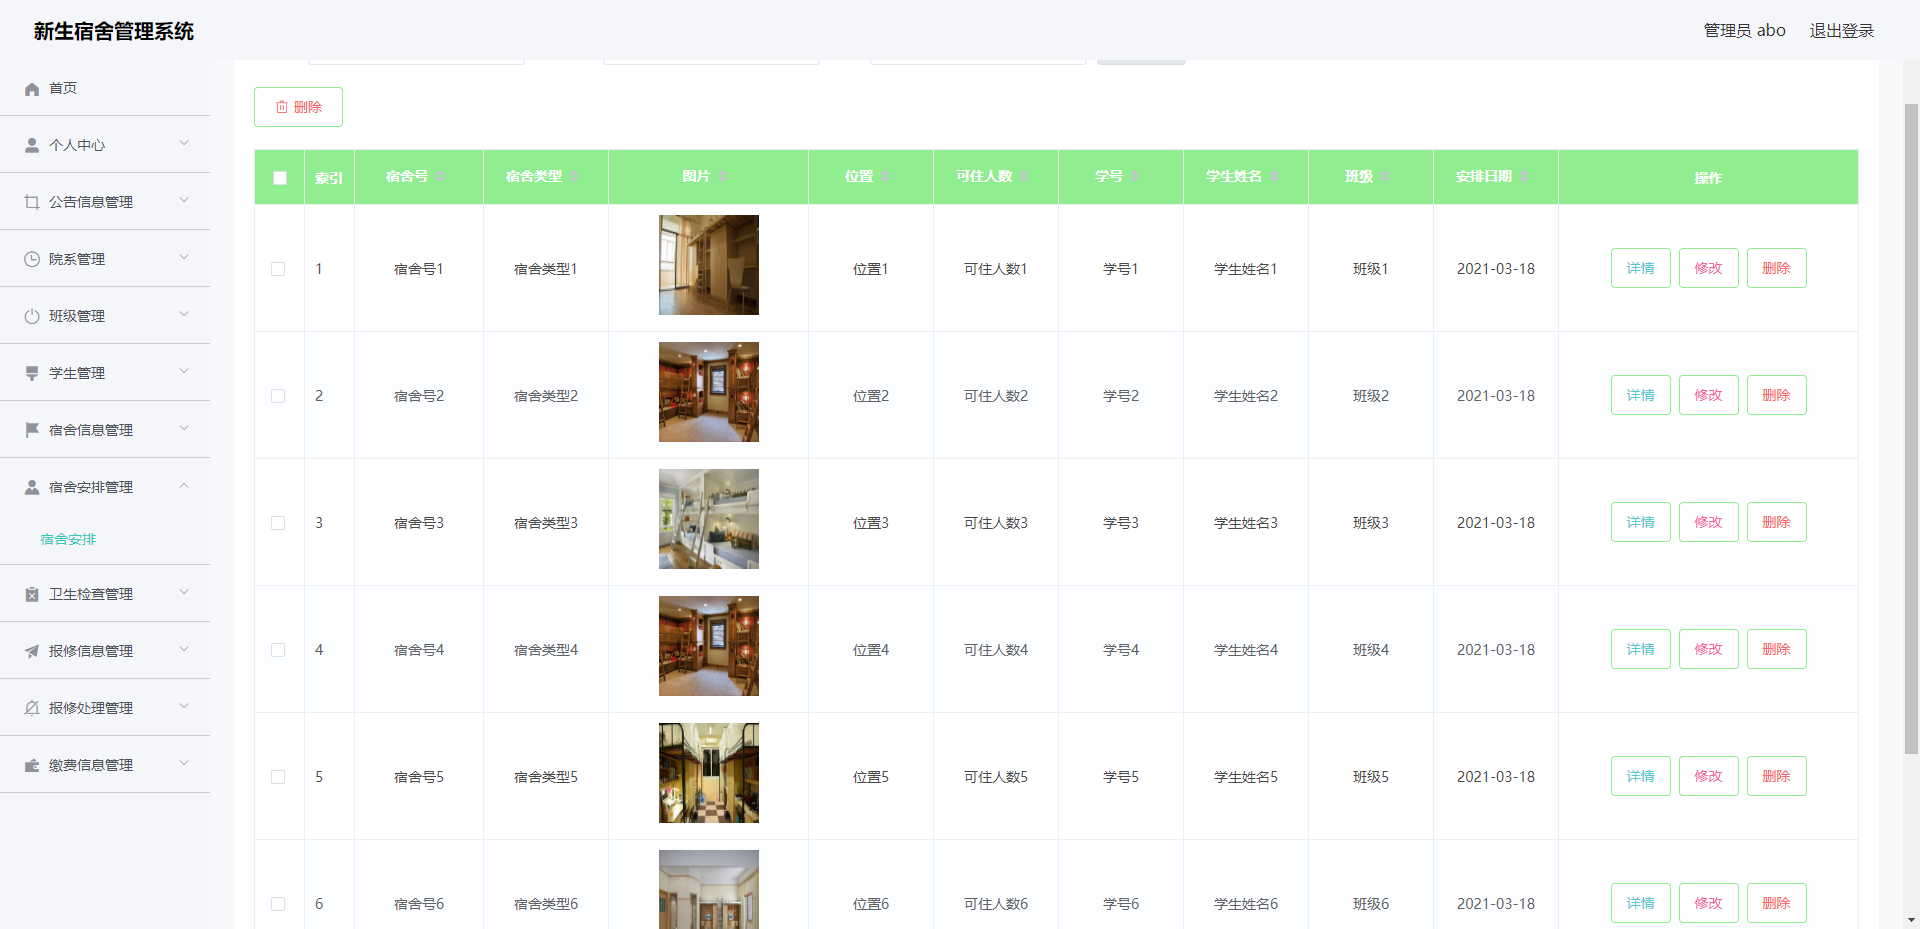 新生宿舍管理系统
管理员 abo 退出登录
首页
个人中心
公告信息管理
院系管理
班级管理
学生管理
宿舍信息管理
宿舍安排管理
宿舍安排
卫生检查管理
报修信息管理
报修处理管理
缴费信息管理
删除
索引 宿舍号 宿舍类型 图片 位置 可住人数 学号 学生姓名 班级 安排日期 操作
1 宿舍号1 宿舍类型1 位置1 可住人数1 学号1 学生姓名1 班级1 2021-03-18 详情 修改 删除
2 宿舍号2 宿舍类型2 位置2 可住人数2 学号2 学生姓名2 班级2 2021-03-18 详情 修改 删除
3 宿舍号3 宿舍类型3 位置3 可住人数3 学号3 学生姓名3 班级3 2021-03-18 详情 修改 删除
4 宿舍号4 宿舍类型4 位置4 可住人数4 学号4 学生姓名4 班级4 2021-03-18 详情 修改 删除
5 宿舍号5 宿舍类型5 位置5 可住人数5 学号5 学生姓名5 班级5 2021-03-18 详情 修改 删除
6 宿舍号6 宿舍类型6 位置6 可住人数6 学号6 学生姓名6 班级6 2021-03-18 详情 修改 删除